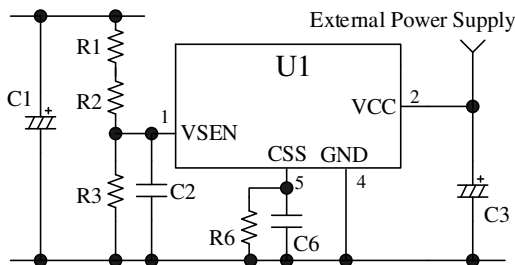 External Power Supply
R1
U1
C1
R2
1
VSEN
VCC
2
CSS
GND
R3
C2
5
4
R6
C6
C3